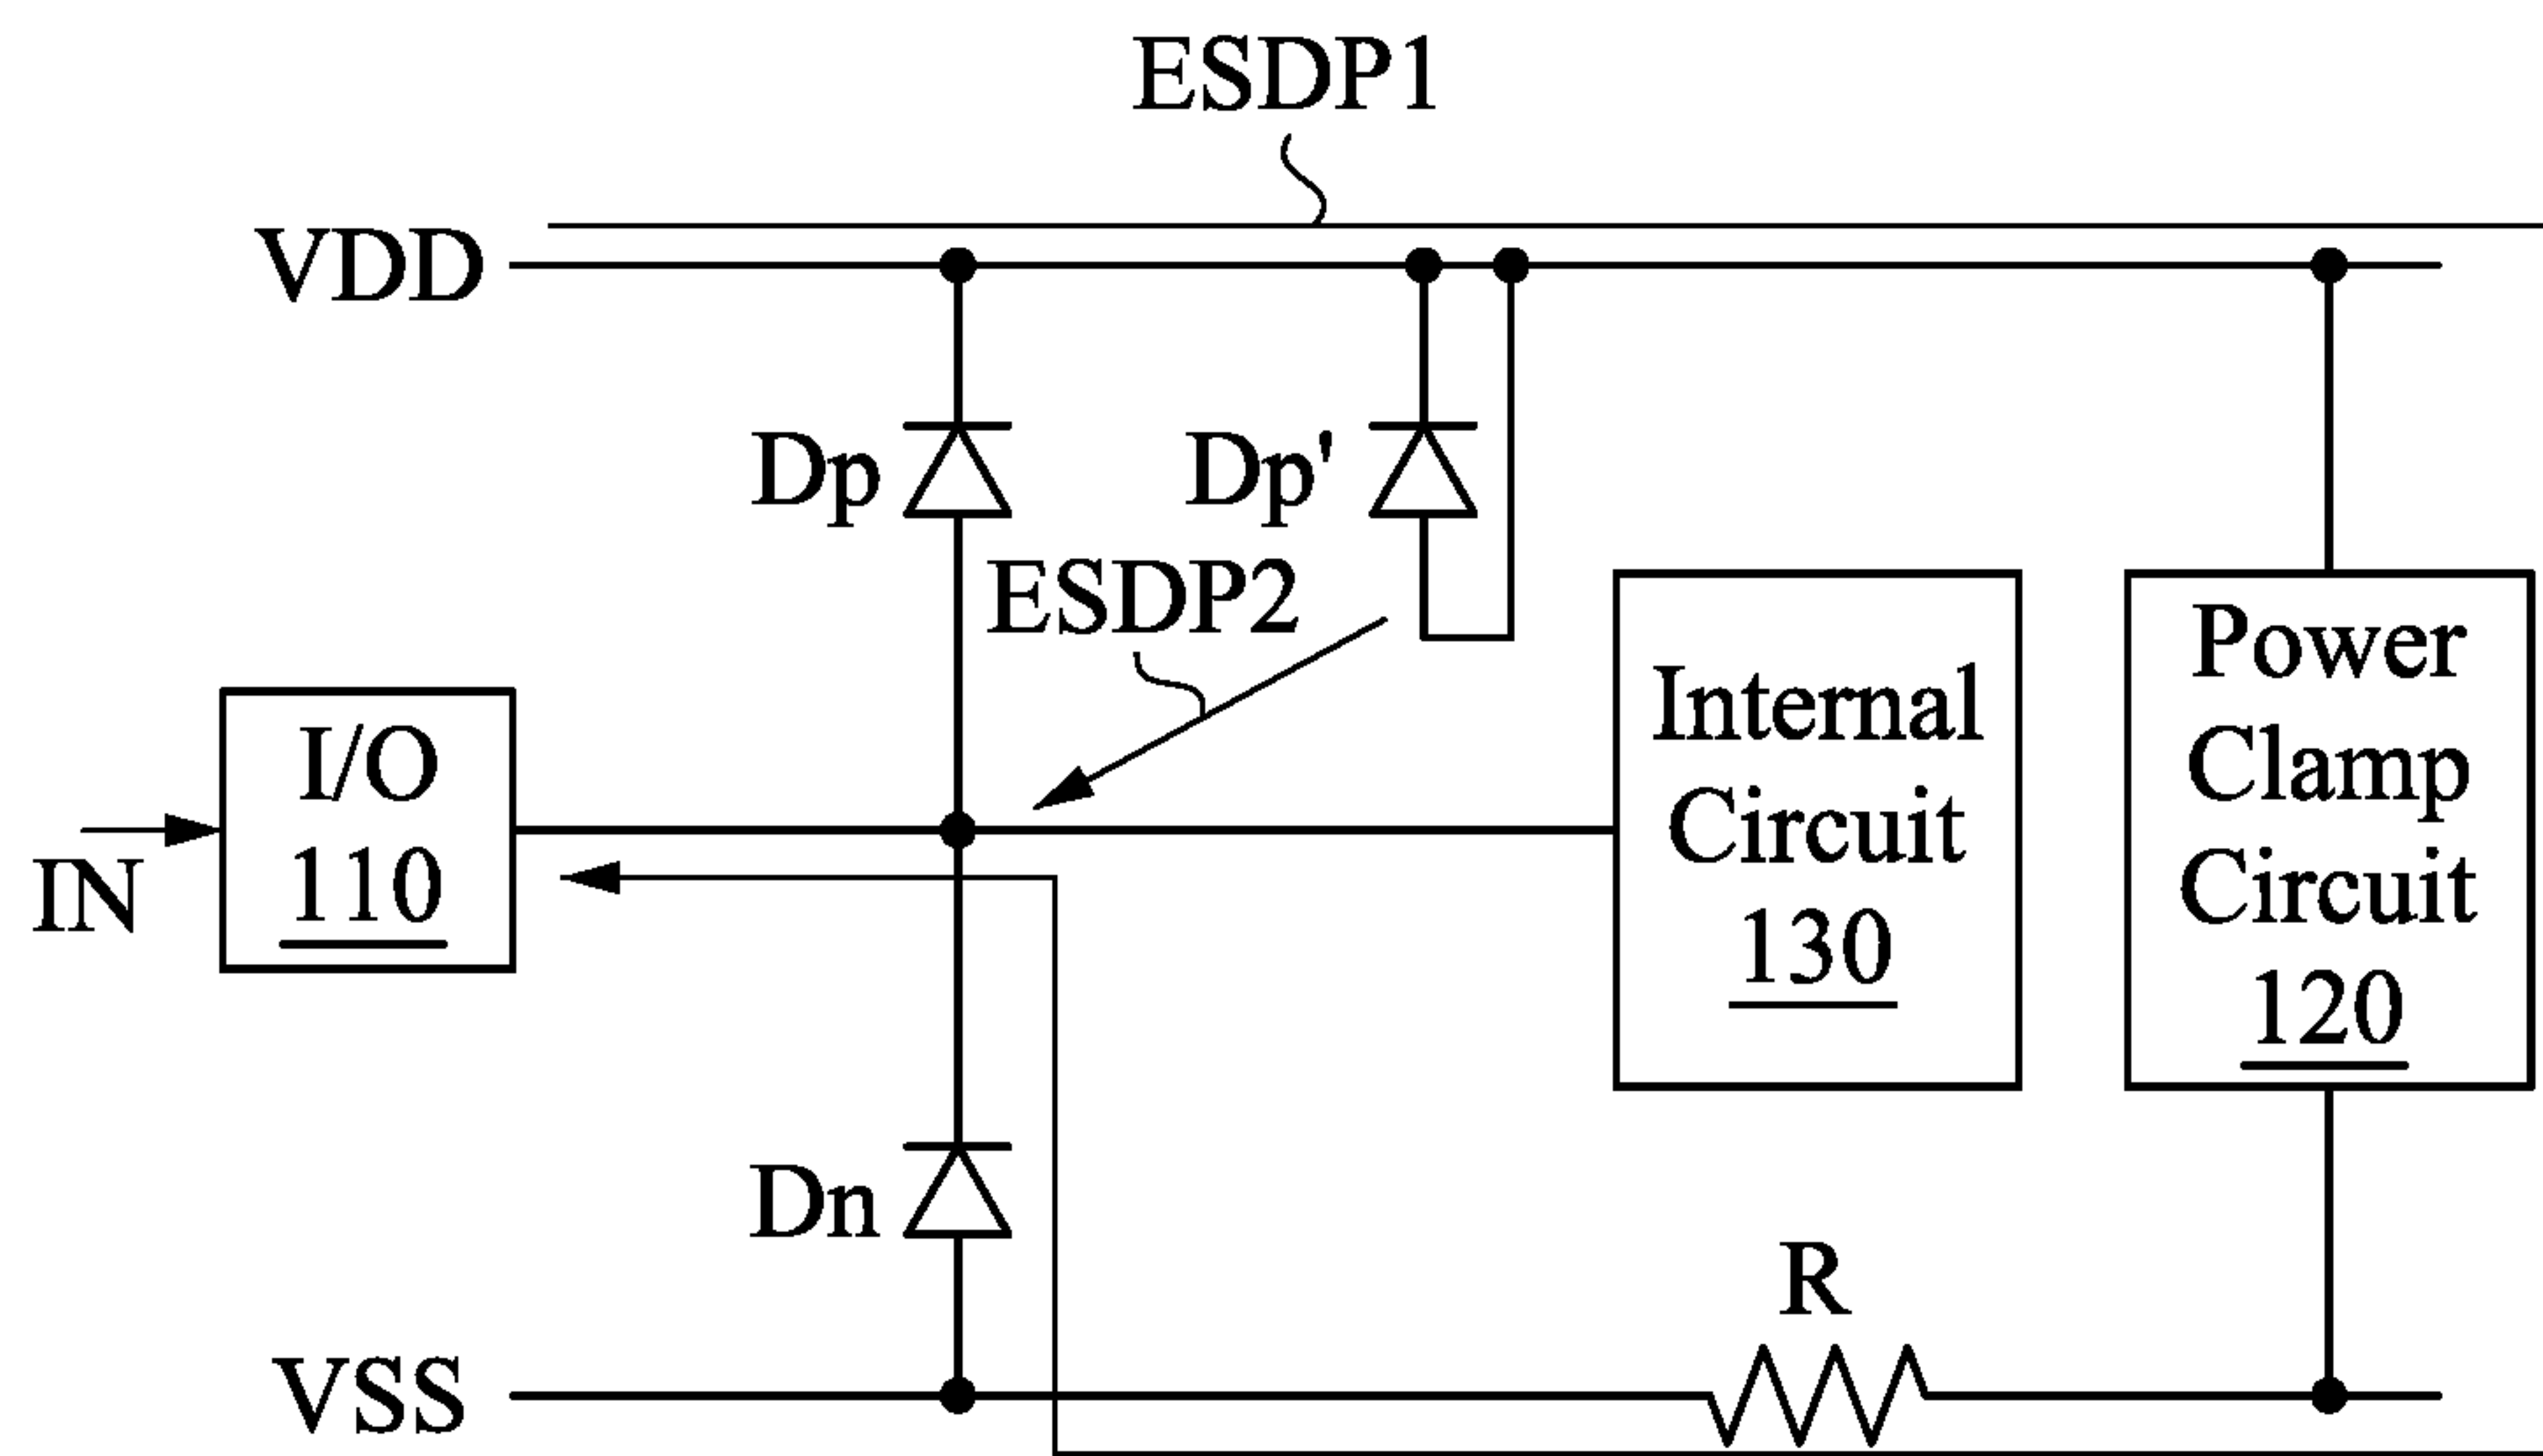 ESDP1
VDD
Dp
Dp'
ESDP2
I/O
110
IN
Internal
Circuit
130
Power
Clamp
Circuit
120
Dn
R
VSS